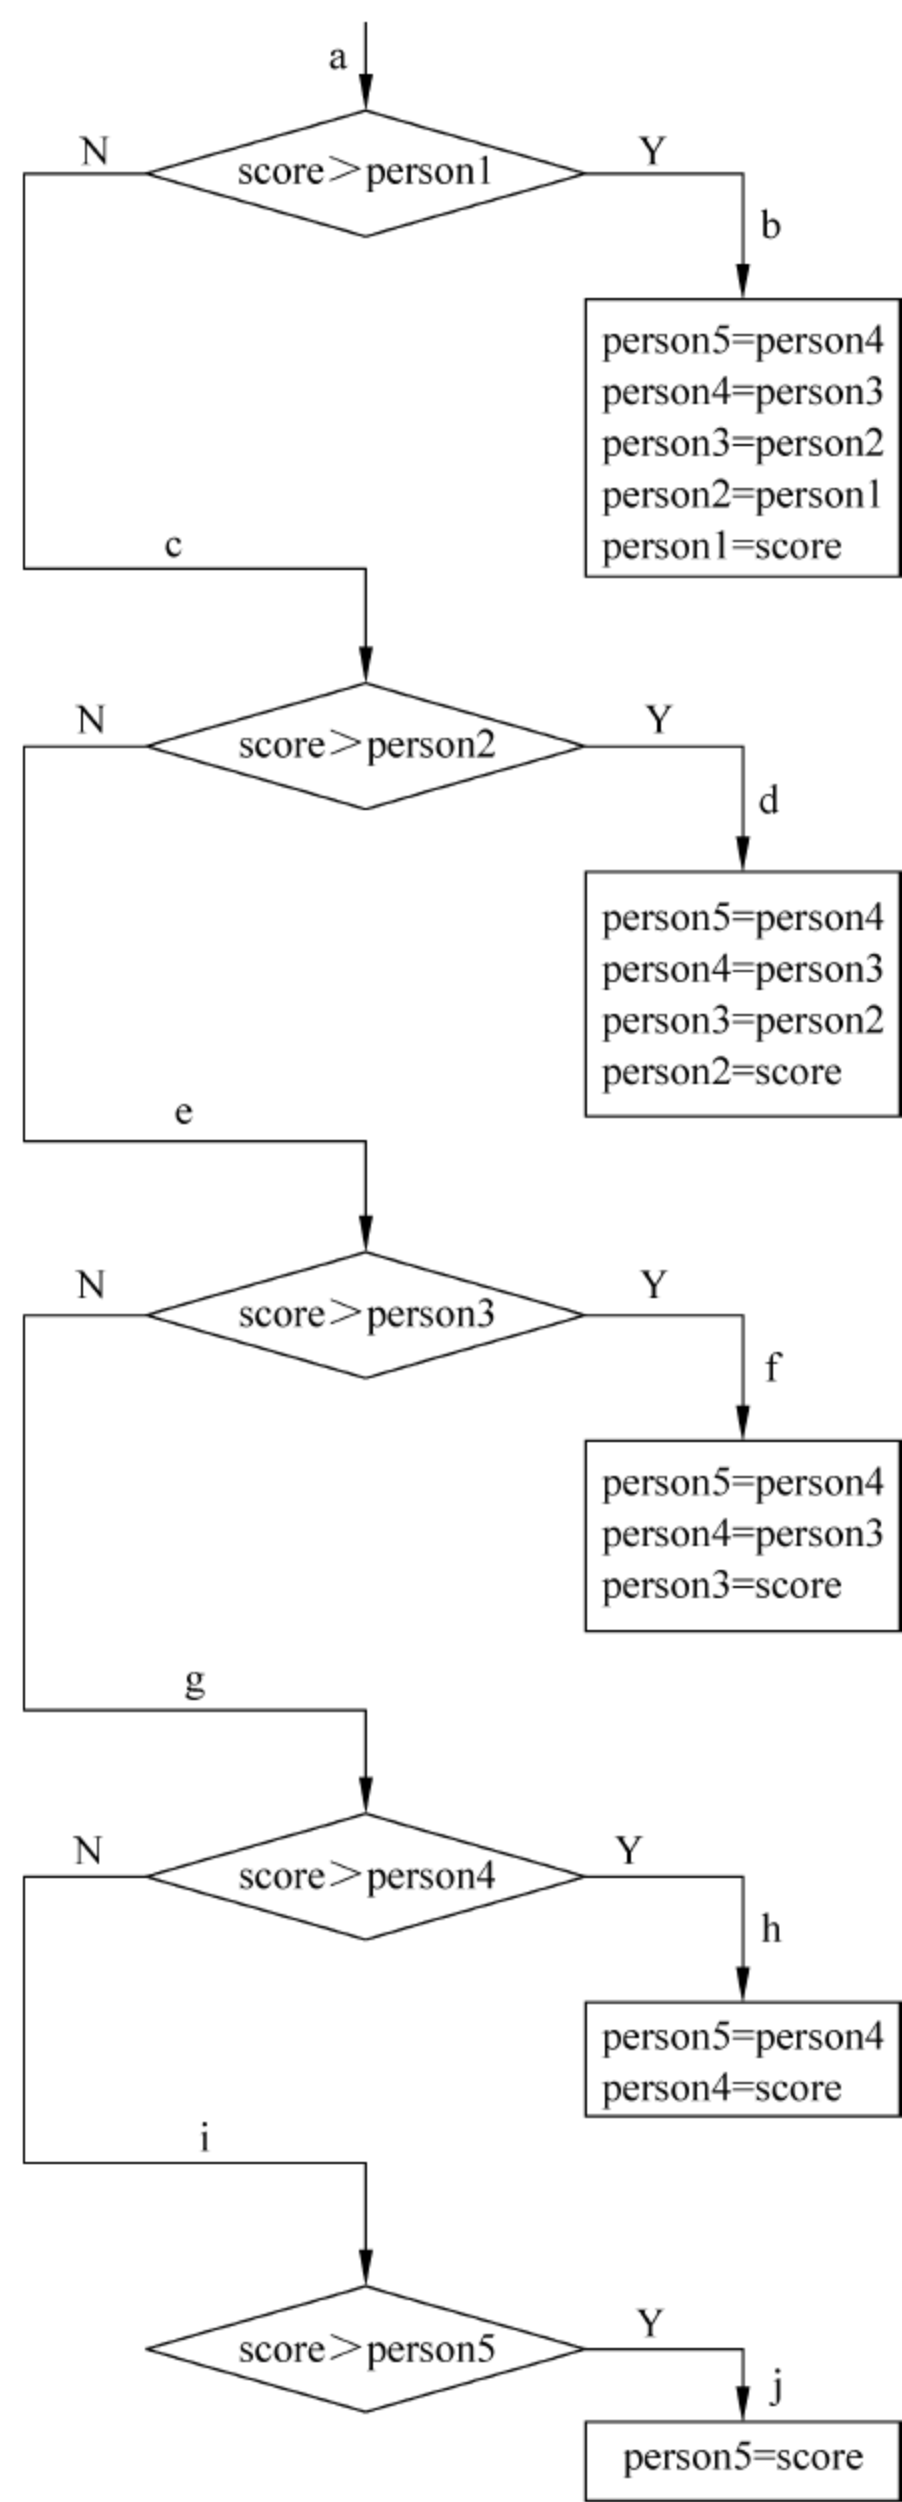 a
N
score>person1
Y
b
person5=person4
person4=person3
person3=person2
person2=person1
person1=score
c
N
score>person2
Y
d
person5=person4
person4=person3
person3=person2
person2=score
e
N
score>person3
Y
f
person5=person4
person4=person3
person3=score
g
N
score>person4
Y
h
person5=person4
person4=score
i
score>person5
Y
j
person5=score